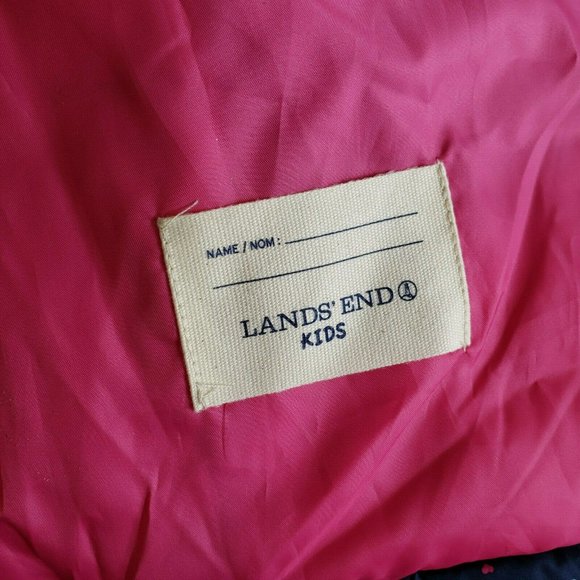 NAME / NOM :
LANDS' END
KIDS